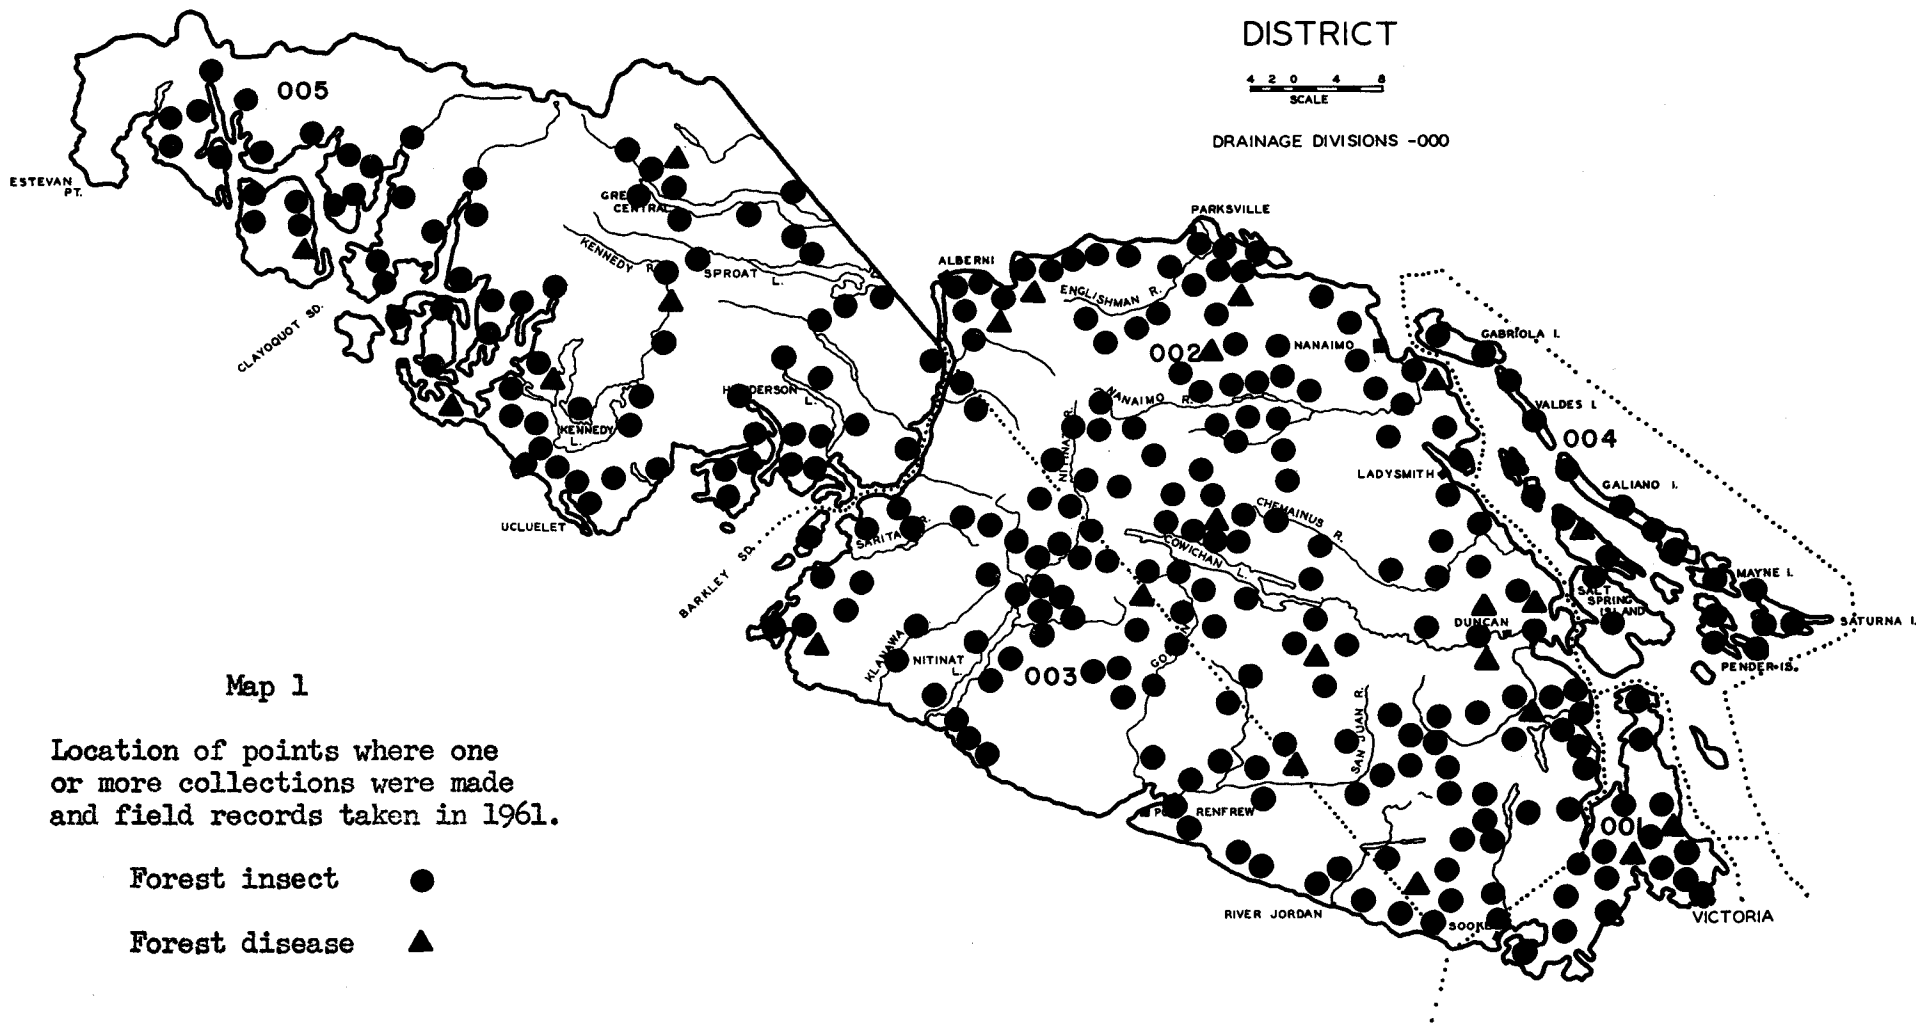 DISTRICT
4 2 0 4 8
SCALE
DRAINAGE DIVISIONS -000
005
ESTEVAN
PT.
CLAYOQUOT SD.
CENTRAL
KENNEDY R.
SPROAT
L.
ALBERNI
PARKSVILLE
ENGLISHMAN R.
002
NANAIMO
NANAIMO R.
GABRIOLA I.
VALDES I.
004
GALIANO I.
LADYSMITH
L.
KENNEDY
L.
UCLUELET
BARKLEY SD.
SARITA R.
CHEMAINUS
R.
COWICHAN L.
MAYNE I.
SALT
SPRING
ISLAND
SATURNA I.
PENDER IS.
DUNCAN
KLANAWA
NITINAT
L.
003
SAN JUAN R.
RENFREW
RIVER JORDAN
SOOKE
001
VICTORIA
Map 1
Location of points where one
or more collections were made
and field records taken in 1961.
Forest insect
Forest disease